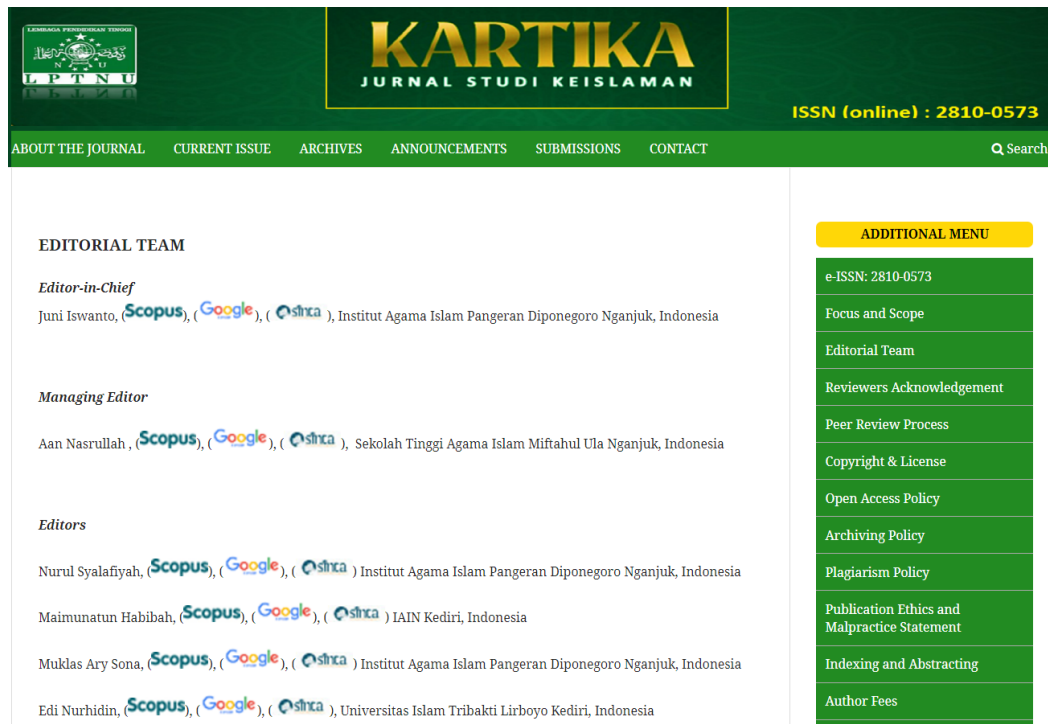 LEMBAGA PENDIDIKAN TINGGI
N U
L P T N U
KARTIKA
JURNAL STUDI KEISLAMAN
ISSN (online) : 2810-0573
ABOUT THE JOURNAL CURRENT ISSUE ARCHIVES ANNOUNCEMENTS SUBMISSIONS CONTACT Search
EDITORIAL TEAM
Editor-in-Chief
Juni Iswanto, (Scopus), ( Google ), ( sinta ), Institut Agama Islam Pangeran Diponegoro Nganjuk, Indonesia
Managing Editor
Aan Nasrullah , (Scopus), ( Google ), ( sinta ), Sekolah Tinggi Agama Islam Miftahul Ula Nganjuk, Indonesia
Editors
Nurul Syalafiyah, (Scopus), ( Google ), ( sinta ) Institut Agama Islam Pangeran Diponegoro Nganjuk, Indonesia
Maimunatun Habibah, (Scopus), ( Google ), ( sinta ) IAIN Kediri, Indonesia
Muklas Ary Sona, (Scopus), ( Google ), ( sinta ) Institut Agama Islam Pangeran Diponegoro Nganjuk, Indonesia
Edi Nurhidin, (Scopus), ( Google ), ( sinta ), Universitas Islam Tribakti Lirboyo Kediri, Indonesia
ADDITIONAL MENU
e-ISSN: 2810-0573
Focus and Scope
Editorial Team
Reviewers Acknowledgement
Peer Review Process
Copyright & License
Open Access Policy
Archiving Policy
Plagiarism Policy
Publication Ethics and
Malpractice Statement
Indexing and Abstracting
Author Fees